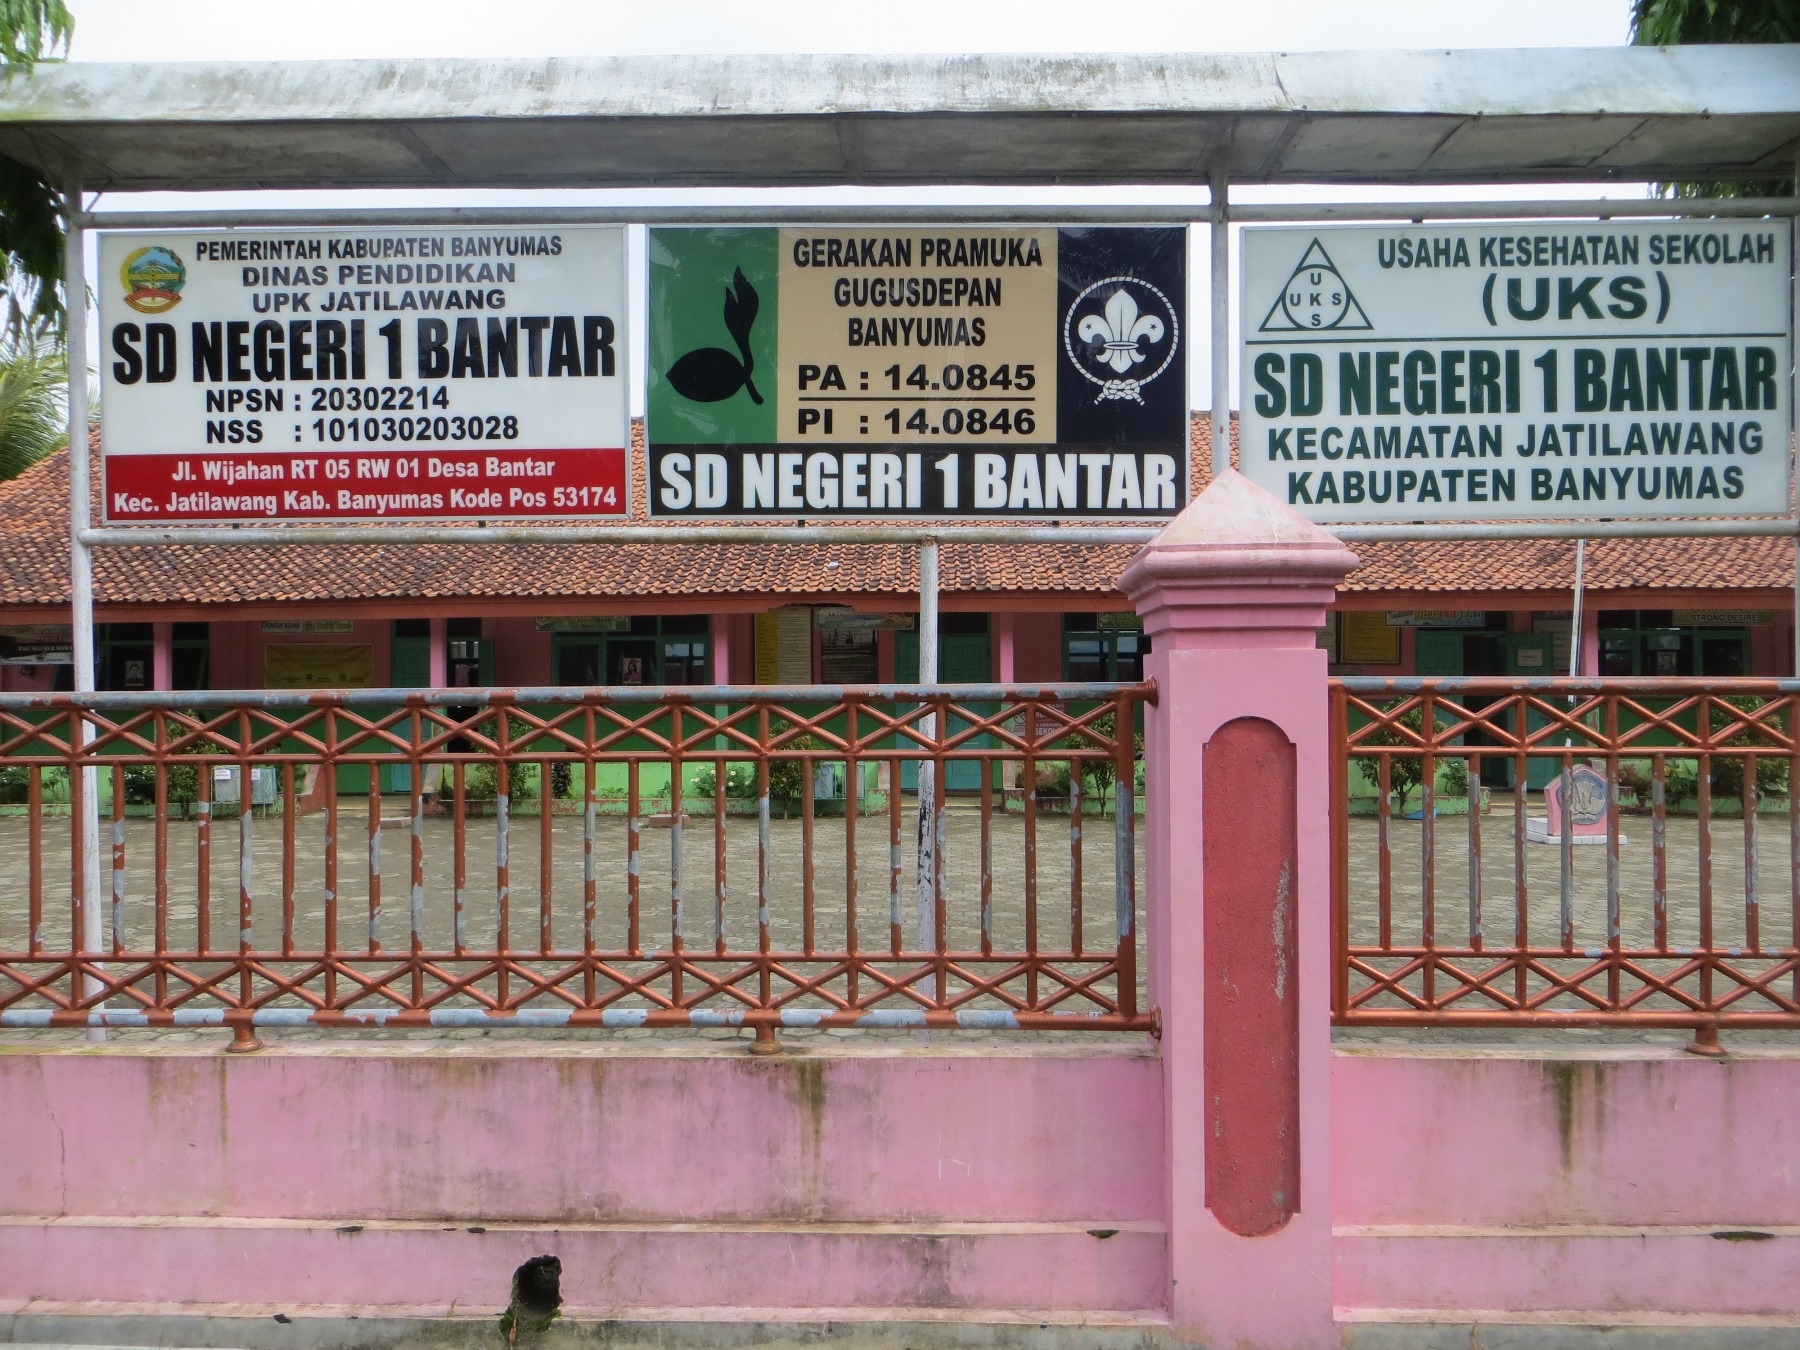 PEMERINTAH KABUPATEN BANYUMAS
DINAS PENDIDIKAN
UPK JATILAWANG
SD NEGERI 1 BANTAR
NPSN : 20302214
NSS : 101030203028
Jl. Wijahan RT 05 RW 01 Desa Bantar
Kec. Jatilawang Kab. Banyumas Kode Pos 53174
GERAKAN PRAMUKA
GUGUSDEPAN
BANYUMAS
PA : 14.0845
PI : 14.0846
SD NEGERI 1 BANTAR
U
U K S
S
USAHA KESEHATAN SEKOLAH
(UKS)
SD NEGERI 1 BANTAR
KECAMATAN JATILAWANG
KABUPATEN BANYUMAS
STRONG DESIRE